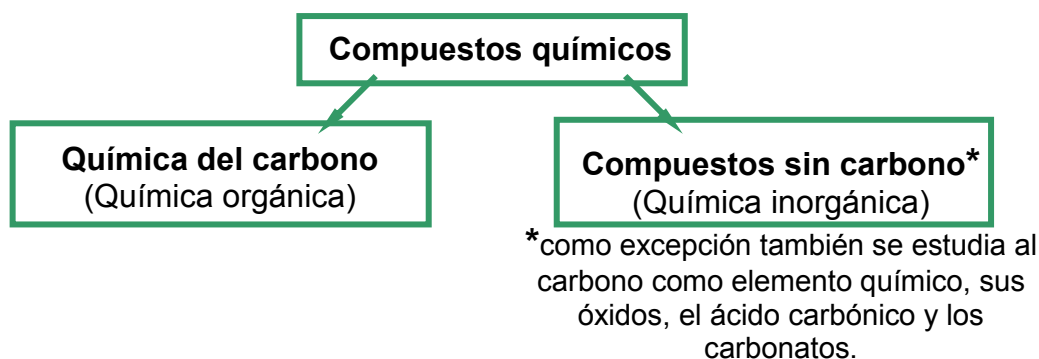 Compuestos químicos
Química del carbono
(Química orgánica)
Compuestos sin carbono*
(Química inorgánica)
*como excepción también se estudia al
carbono como elemento químico, sus
óxidos, el ácido carbónico y los
carbonatos.